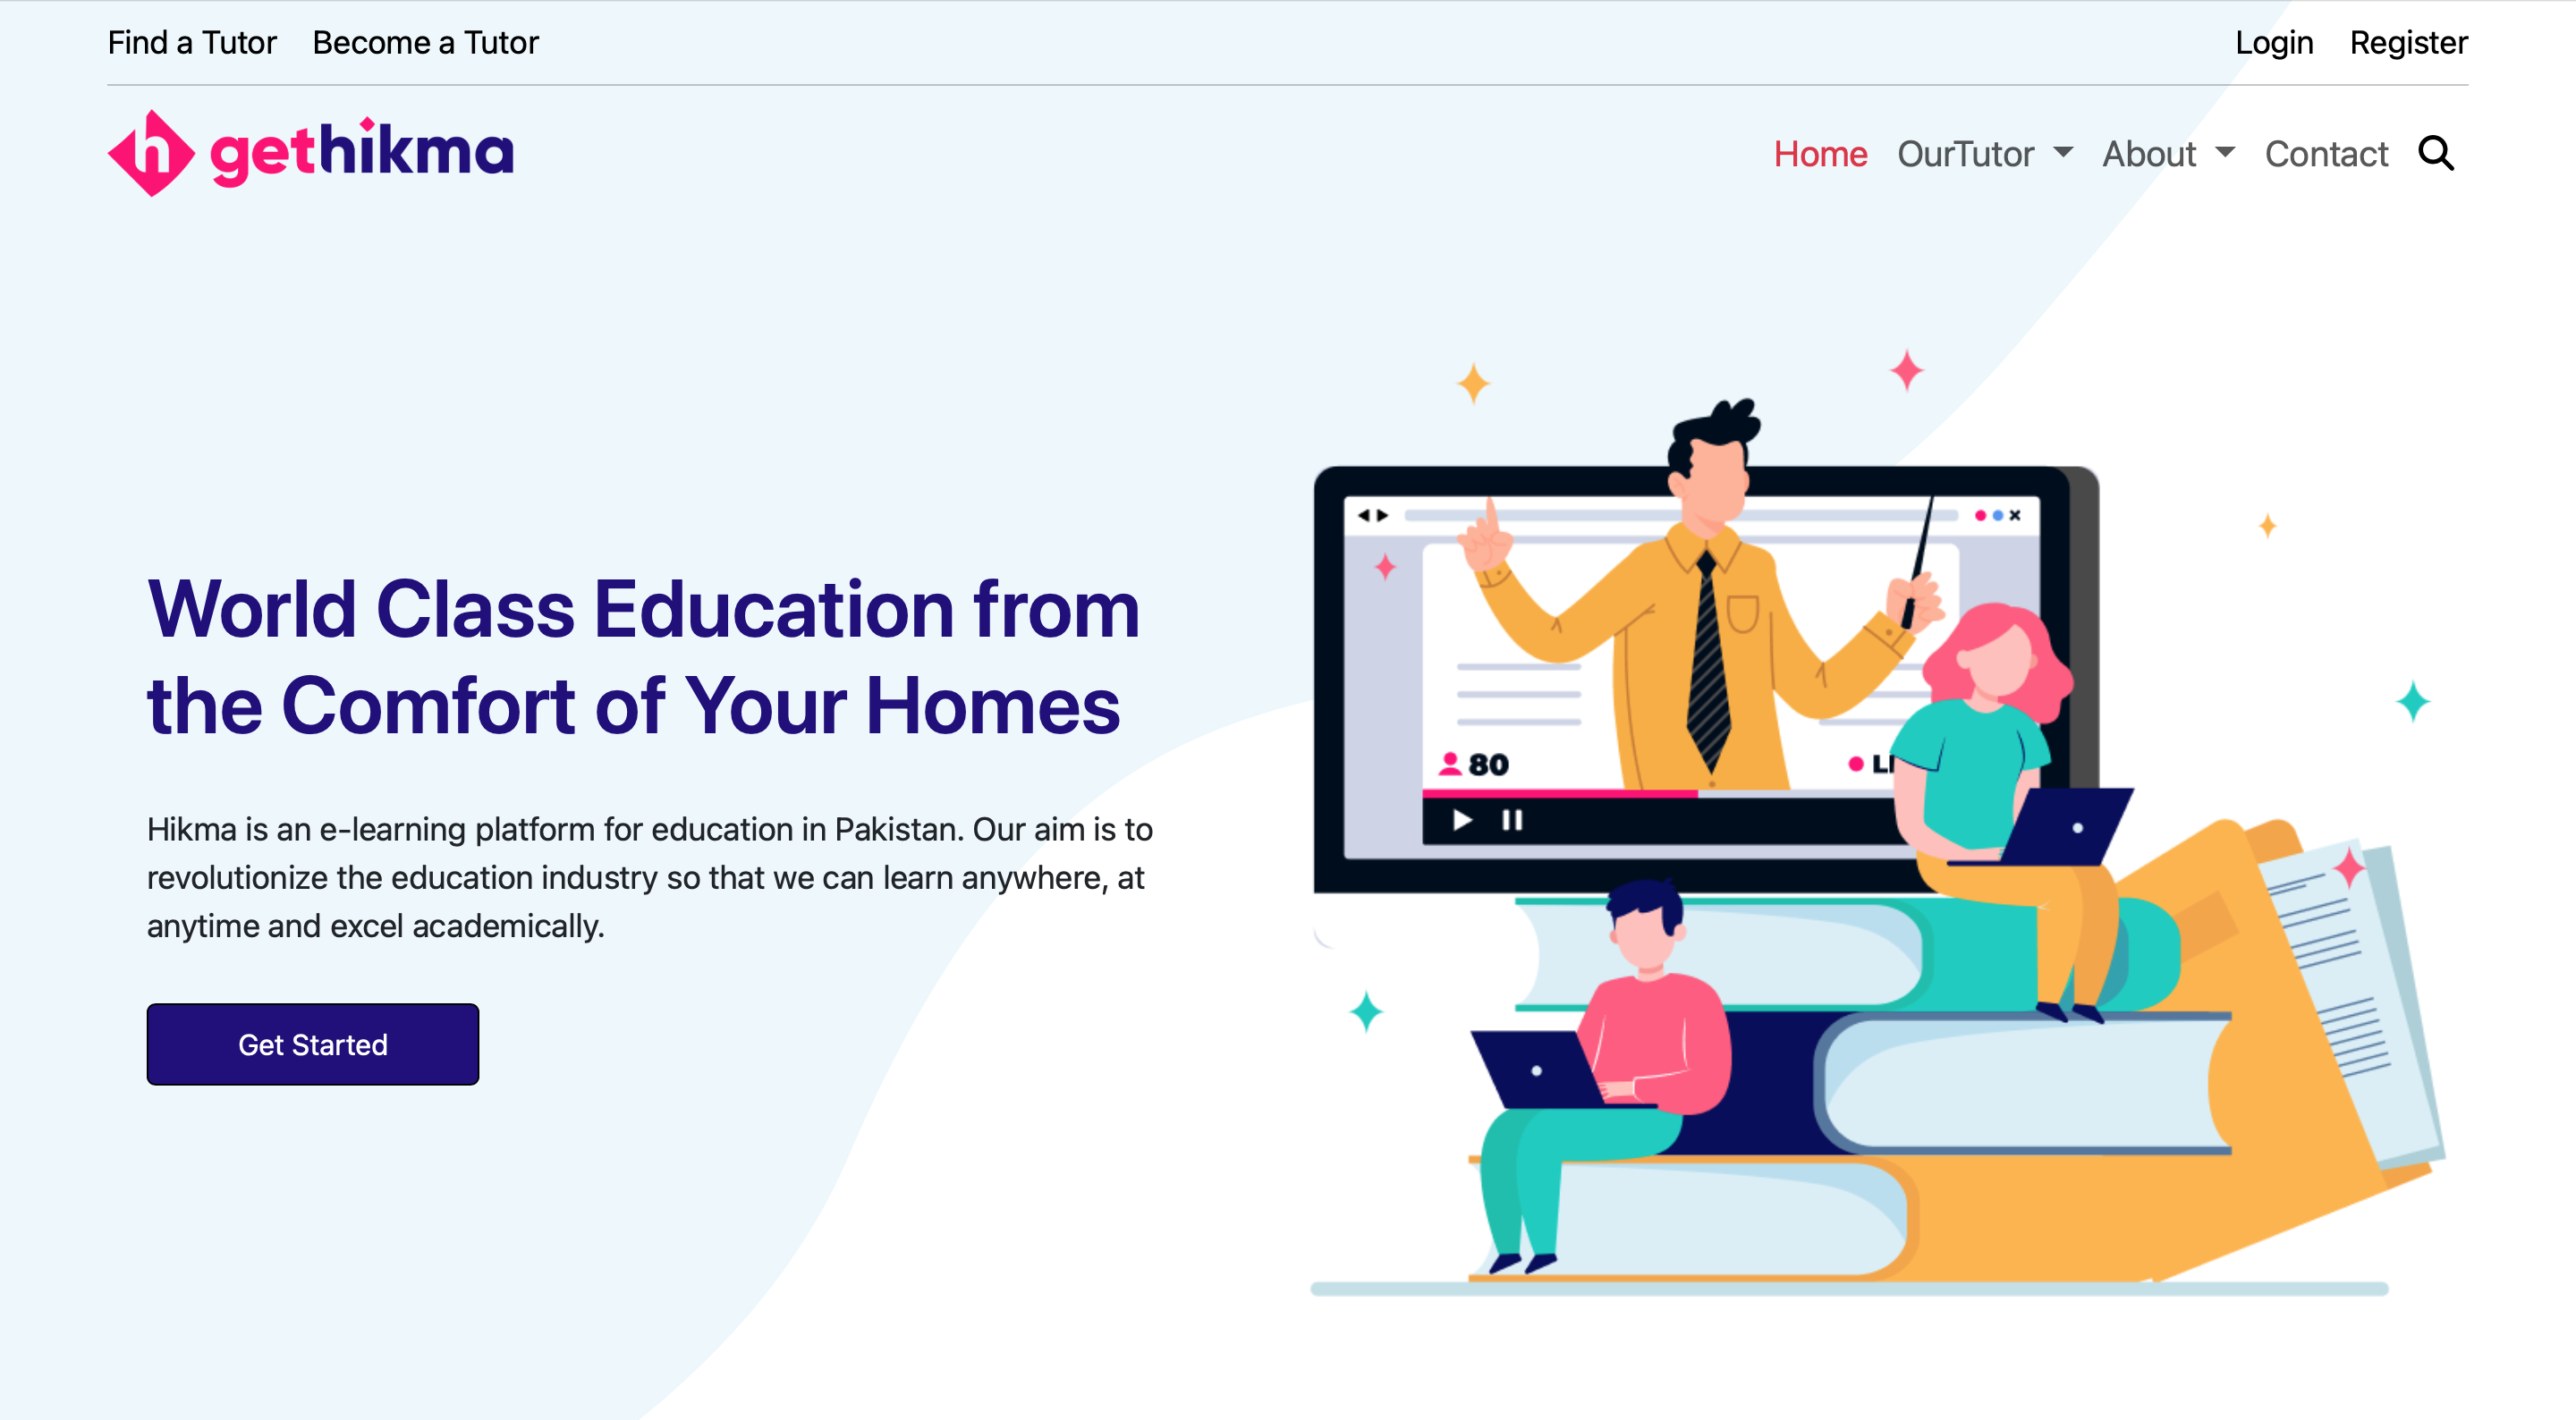 Find a Tutor Become a Tutor Login Register
h gethikma Home OurTutor About Contact
World Class Education from
the Comfort of Your Homes
Hikma is an e-learning platform for education in Pakistan. Our aim is to
revolutionize the education industry so that we can learn anywhere, at
anytime and excel academically.
Get Started
80